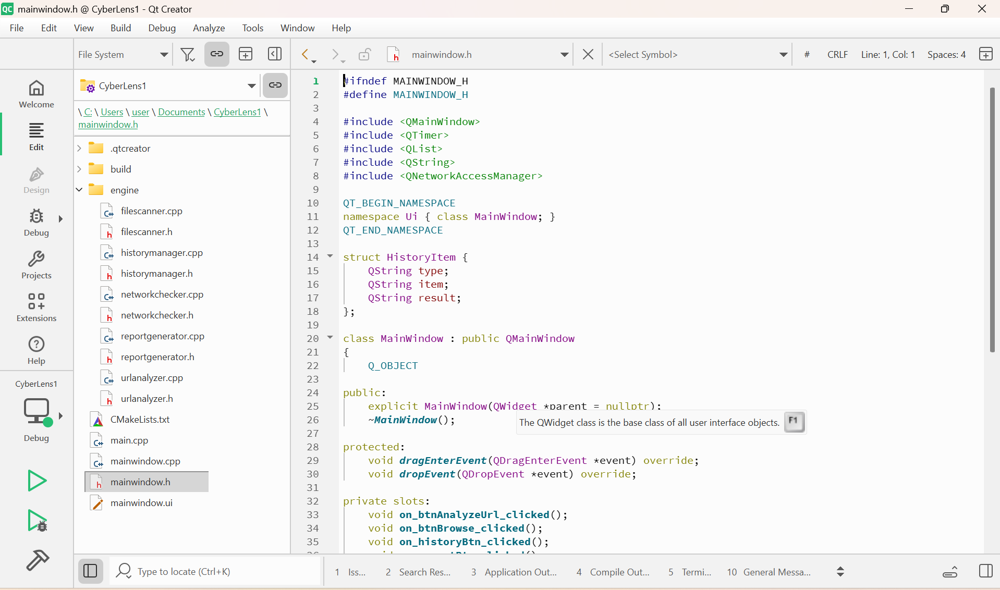 QC mainwindow.h @ CyberLens1 - Qt Creator
File Edit View Build Debug Analyze Tools Window Help
File System
mainwindow.h
<Select Symbol>
# CRLF Line: 1, Col: 1 Spaces: 4
Welcome
Edit
Design
Debug
Projects
Extensions
Help
CyberLens1
Debug
CyberLens1
\ C: \ Users \ user \ Documents \ CyberLens1 \
mainwindow.h
.qtcreator
build
engine
C++ filescanner.cpp
h filescanner.h
C++ historymanager.cpp
h historymanager.h
C++ networkchecker.cpp
h networkchecker.h
C++ reportgenerator.cpp
h reportgenerator.h
C++ urlanalyzer.cpp
h urlanalyzer.h
CMakeLists.txt
C++ main.cpp
C++ mainwindow.cpp
h mainwindow.h
mainwindow.ui
1 #ifndef MAINWINDOW_H
2 #define MAINWINDOW_H
3
4 #include <QMainWindow>
5 #include <QTimer>
6 #include <QList>
7 #include <QString>
8 #include <QNetworkAccessManager>
9
10 QT_BEGIN_NAMESPACE
11 namespace Ui { class MainWindow; }
12 QT_END_NAMESPACE
13
14 struct HistoryItem {
15 QString type;
16 QString item;
17 QString result;
18 };
19
20 class MainWindow : public QMainWindow
21 {
22 Q_OBJECT
23
24 public:
25 explicit MainWindow(QWidget *parent = nullptr);
26 ~MainWindow();
The QWidget class is the base class of all user interface objects. F1
27
28 protected:
29 void dragEnterEvent(QDragEnterEvent *event) override;
30 void dropEvent(QDropEvent *event) override;
31
32 private slots:
33 void on_btnAnalyzeUrl_clicked();
34 void on_btnBrowse_clicked();
35 void on_historyBtn_clicked();
Type to locate (Ctrl+K)
1 Iss... 2 Search Res... 3 Application Out... 4 Compile Out... 5 Termi... 10 General Messa...